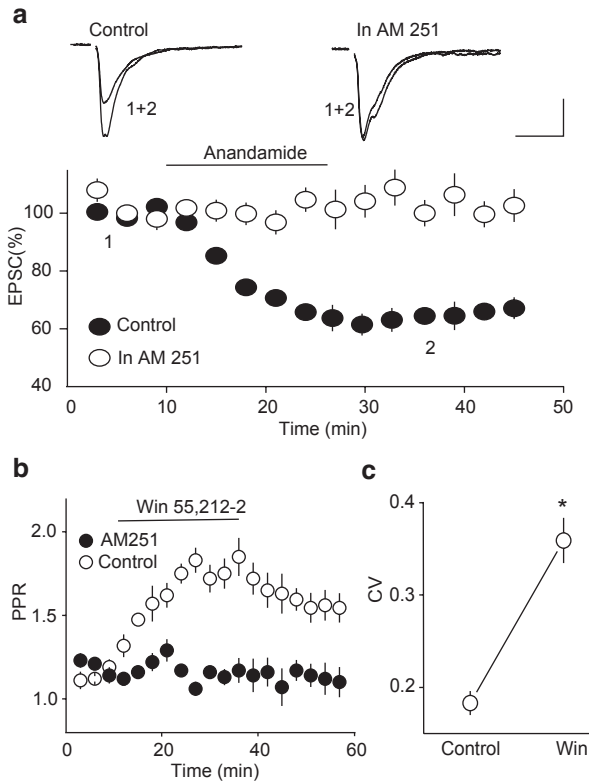 a
Control
In AM 251
1+2
1+2
Anandamide
100
80
60
40
EPSC(%)
1
2
Control
In AM 251
0
10
20
30
40
50
Time (min)
b
Win 55,212-2
AM251
Control
2.0
1.5
1.0
PPR
0
20
40
60
Time (min)
c
*
0.4
0.3
0.2
CV
Control
Win